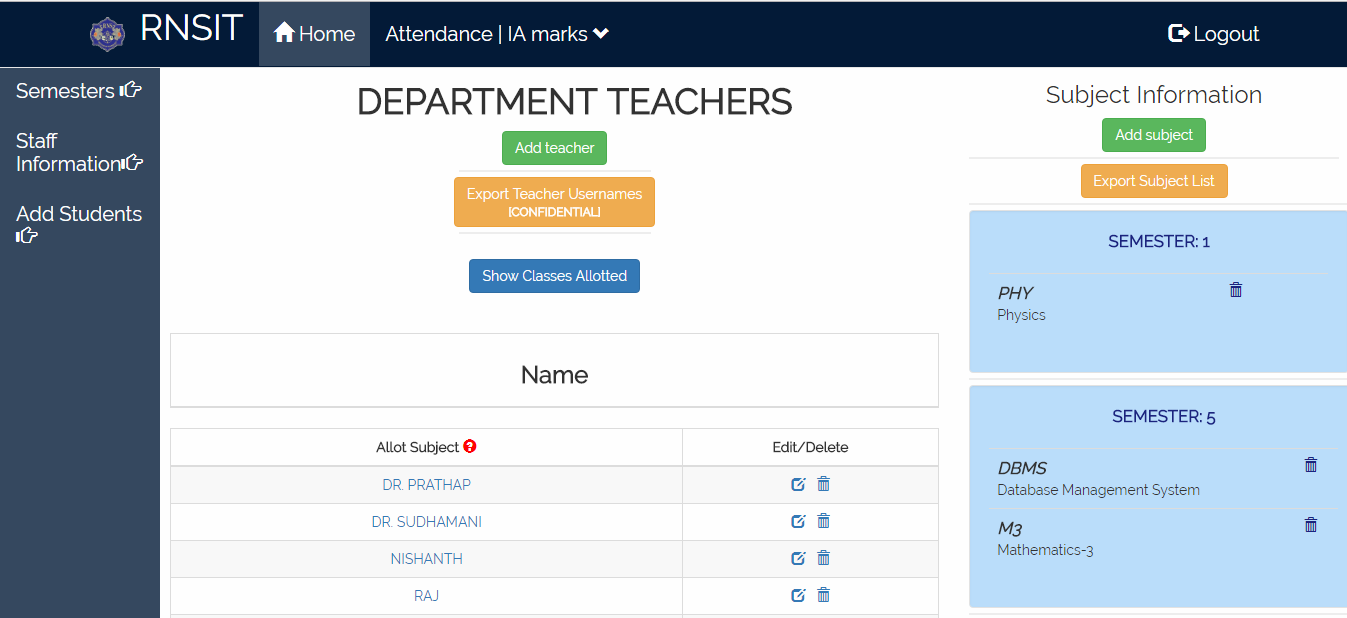 RNSIT
Home
Attendance | IA marks
Logout
Semesters
Staff
Information
Add Students
DEPARTMENT TEACHERS
Add teacher
Export Teacher Usernames
[CONFIDENTIAL]
Show Classes Allotted
Name
Allot Subject
Edit/Delete
DR. PRATHAP
DR. SUDHAMANI
NISHANTH
RAJ
Subject Information
Add subject
Export Subject List
SEMESTER: 1
PHY
Physics
SEMESTER: 5
DBMS
Database Management System
M3
Mathematics-3